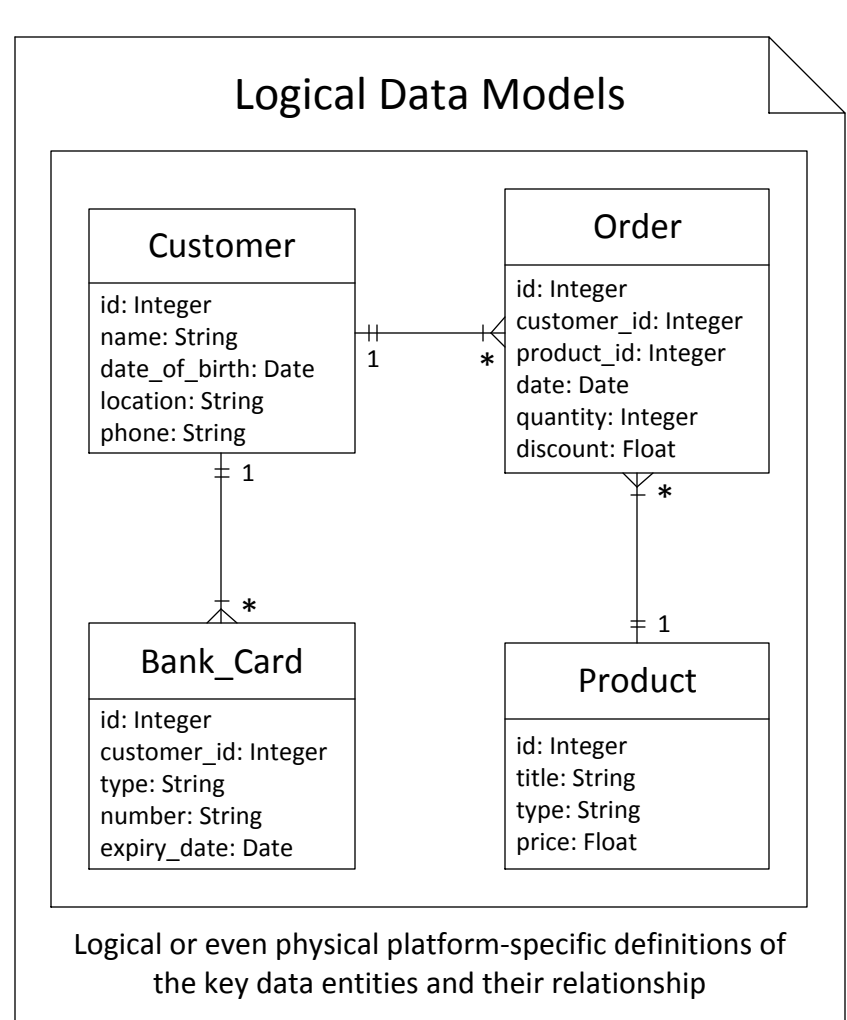 Logical Data Models
Customer
id: Integer
name: String
date_of_birth: Date
location: String
phone: String
1
*
Order
id: Integer
customer_id: Integer
product_id: Integer
date: Date
quantity: Integer
discount: Float
1
*
*
1
Bank_Card
id: Integer
customer_id: Integer
type: String
number: String
expiry_date: Date
Product
id: Integer
title: String
type: String
price: Float
Logical or even physical platform-specific definitions of
the key data entities and their relationship